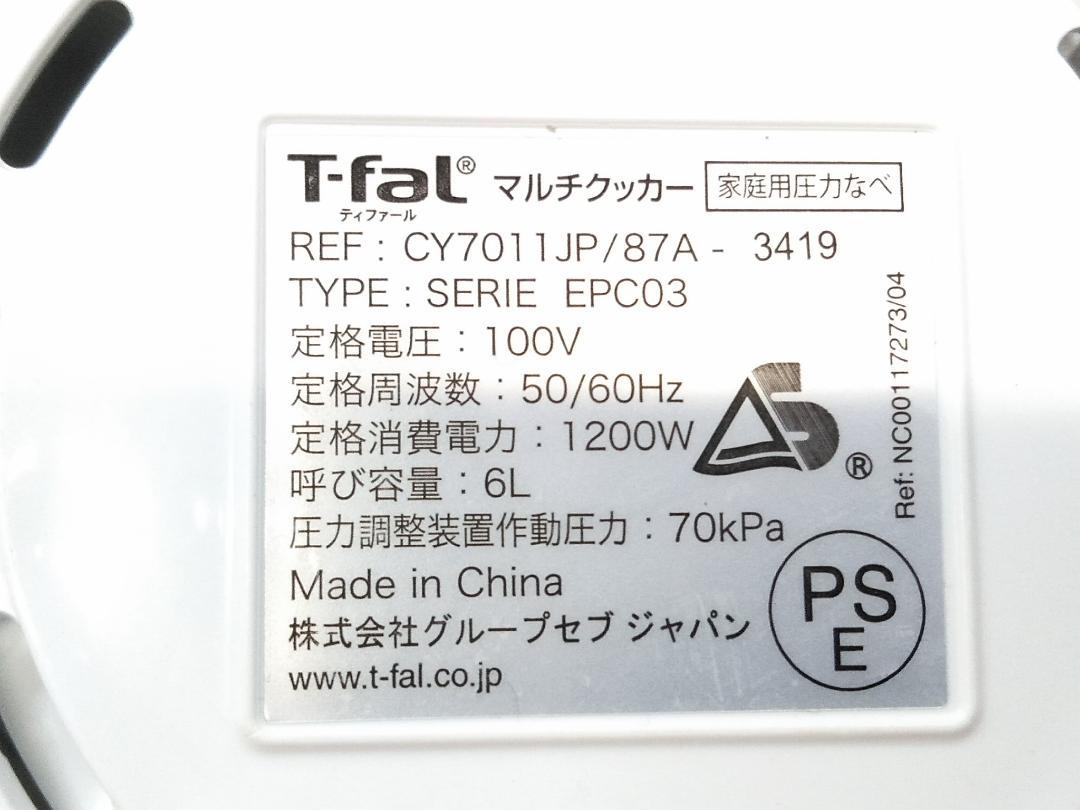 T-fal® マルチクッカー 家庭用圧力なべ
ティファール
REF : CY7011JP/87A - 3419
TYPE : SERIE EPC03
定格電圧：100V
定格周波数：50/60Hz
定格消費電力：1200W
呼び容量：6L
圧力調整装置作動圧力：70kPa
Made in China
株式会社グループセブ ジャパン
www.t-fal.co.jp
S ®
PS
E
Ref: NC00117273/04